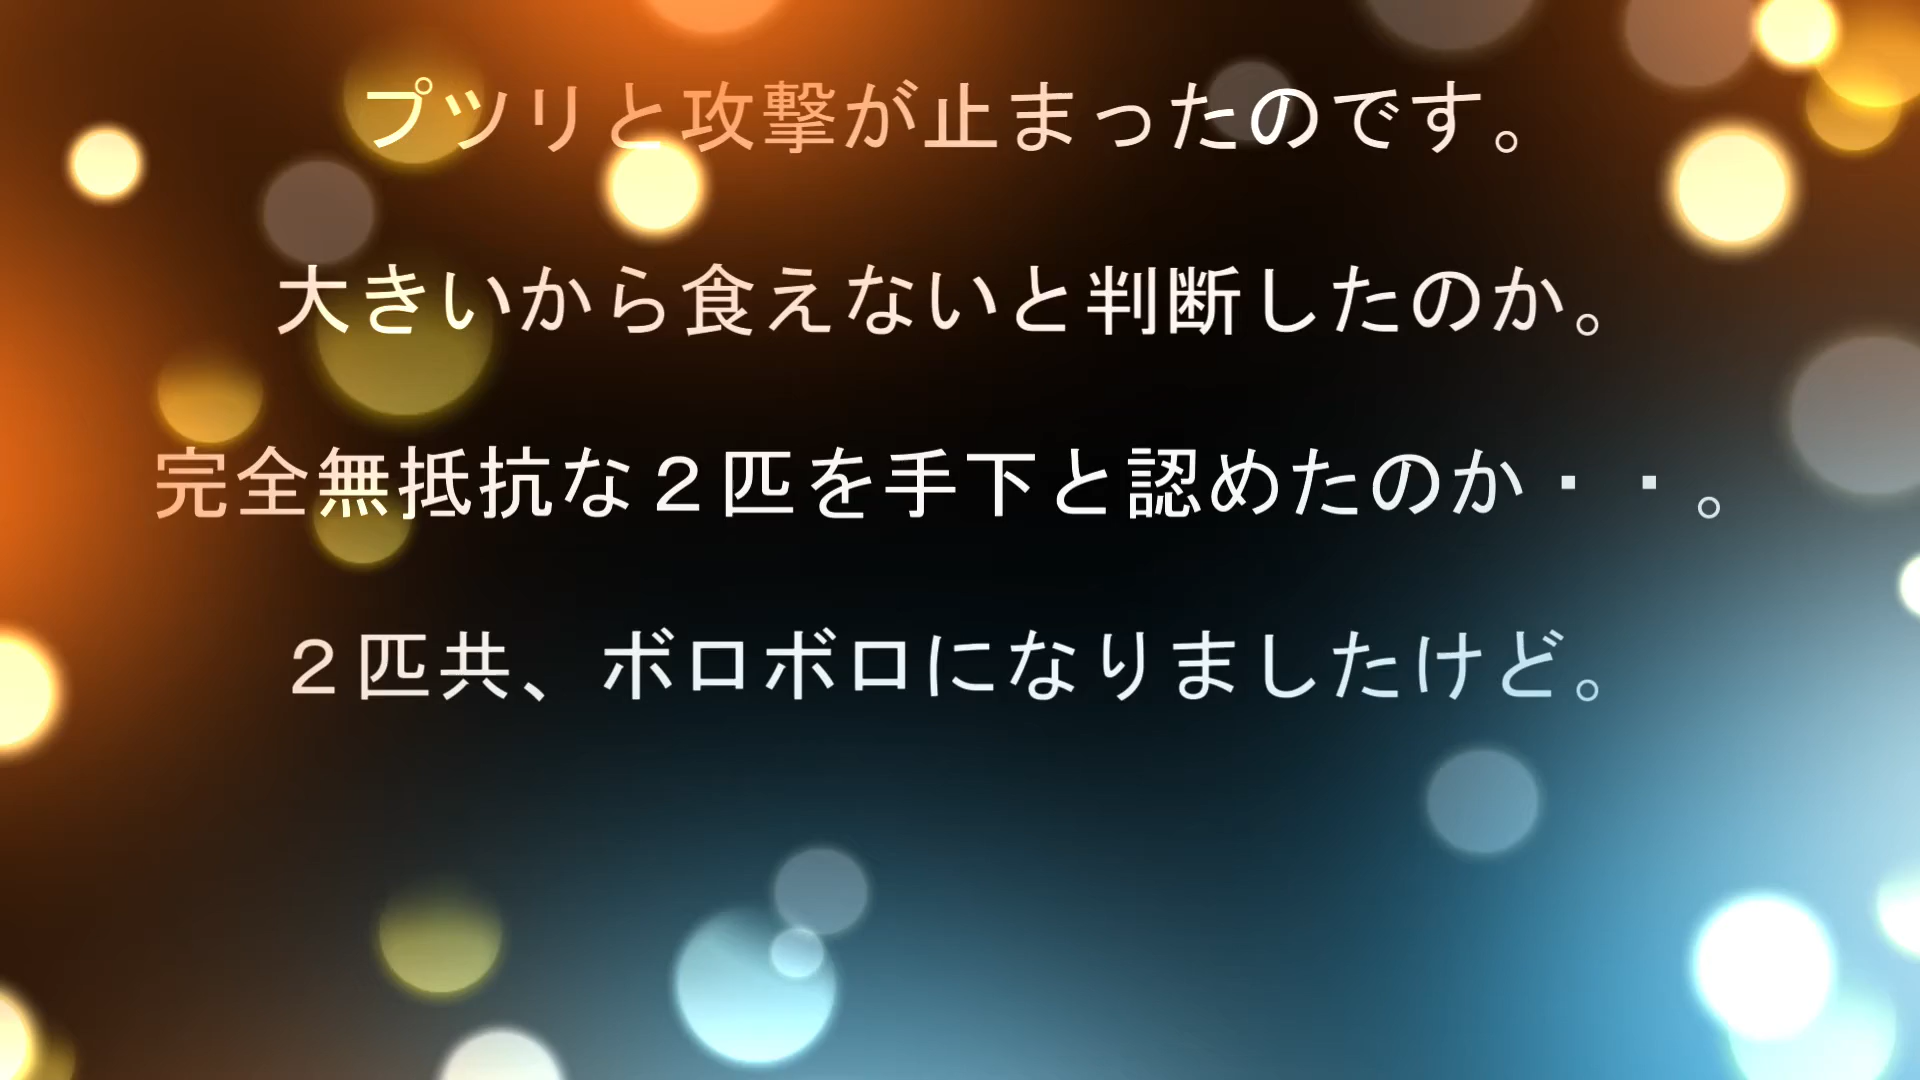 プツリと攻撃が止まったのです。
大きいから食えないと判断したのか。
完全無抵抗な２匹を手下と認めたのか・・。
２匹共、ボロボロになりましたけど。